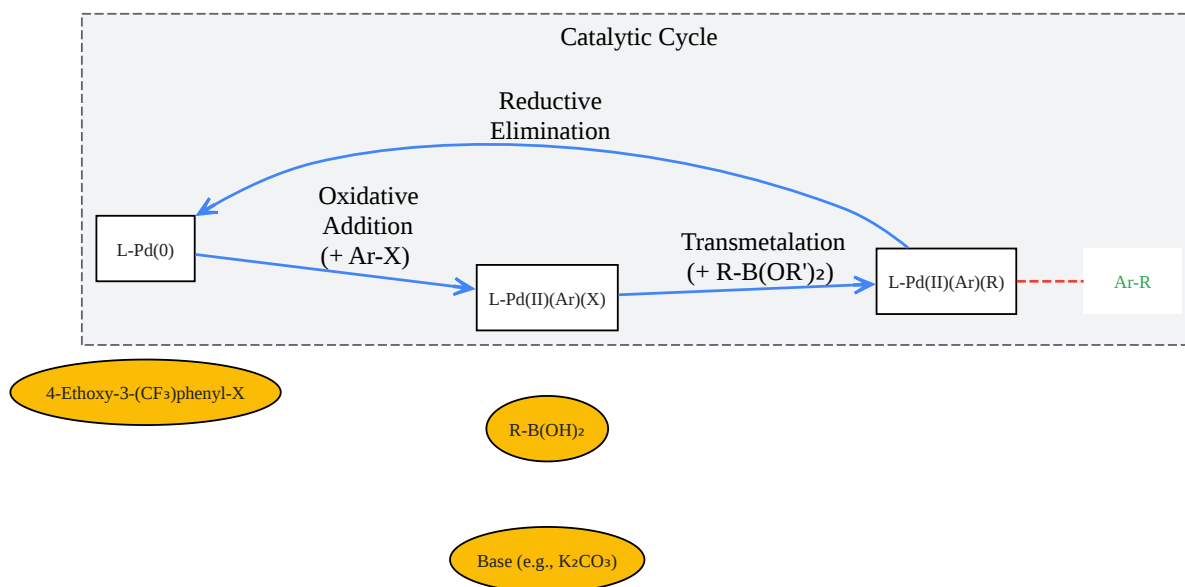 Catalytic Cycle
Reductive
Elimination
Oxidative
Addition
(+ Ar-X)
Transmetalation
(+ R-B(OR')₂)
L-Pd(0)
L-Pd(II)(Ar)(X)
L-Pd(II)(Ar)(R)
Ar-R
4-Ethoxy-3-(CF₃)phenyl-X
R-B(OH)₂
Base (e.g., K₂CO₃)